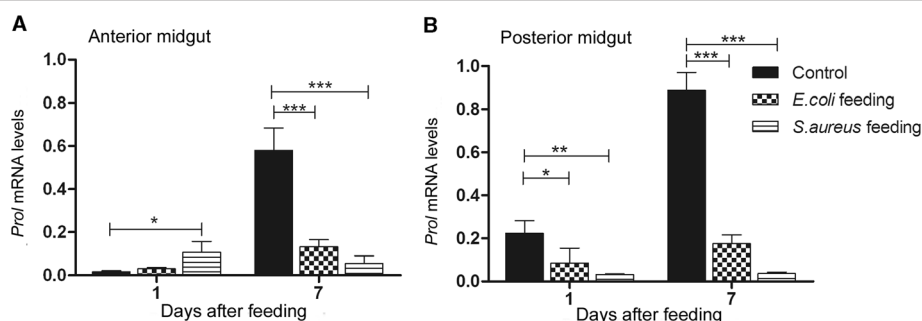 A
Anterior midgut
Prol mRNA levels
1.0
0.8
0.6
0.4
0.2
0.0
*
***
***
1
7
Days after feeding
B
Posterior midgut
Prol mRNA levels
1.0
0.8
0.6
0.4
0.2
0.0
**
*
***
***
1
7
Days after feeding
Control
E.coli feeding
S.aureus feeding